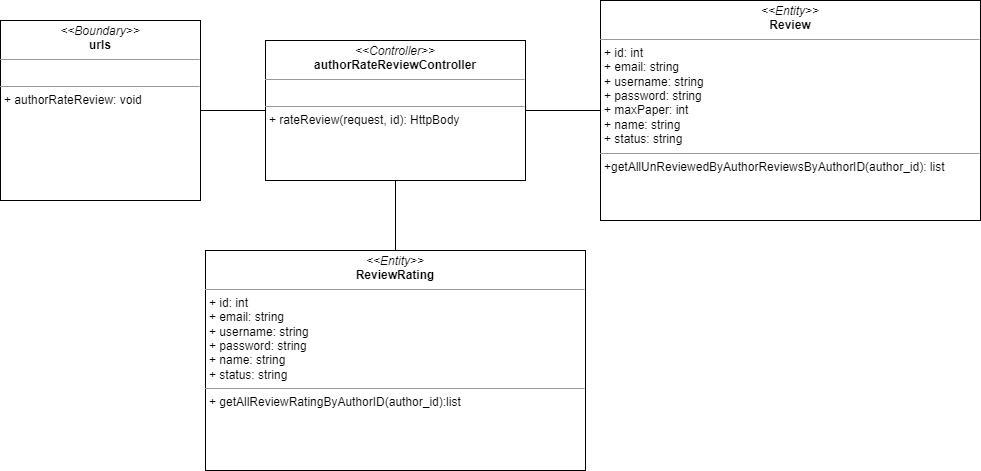 <<Boundary>>
urls
+ authorRateReview: void
<<Controller>>
authorRateReviewController
+ rateReview(request, id): HttpBody
<<Entity>>
Review
+ id: int
+ email: string
+ username: string
+ password: string
+ maxPaper: int
+ name: string
+ status: string
+getAllUnReviewedByAuthorReviewsByAuthorID(author_id): list
<<Entity>>
ReviewRating
+ id: int
+ email: string
+ username: string
+ password: string
+ name: string
+ status: string
+ getAllReviewRatingByAuthorID(author_id):list